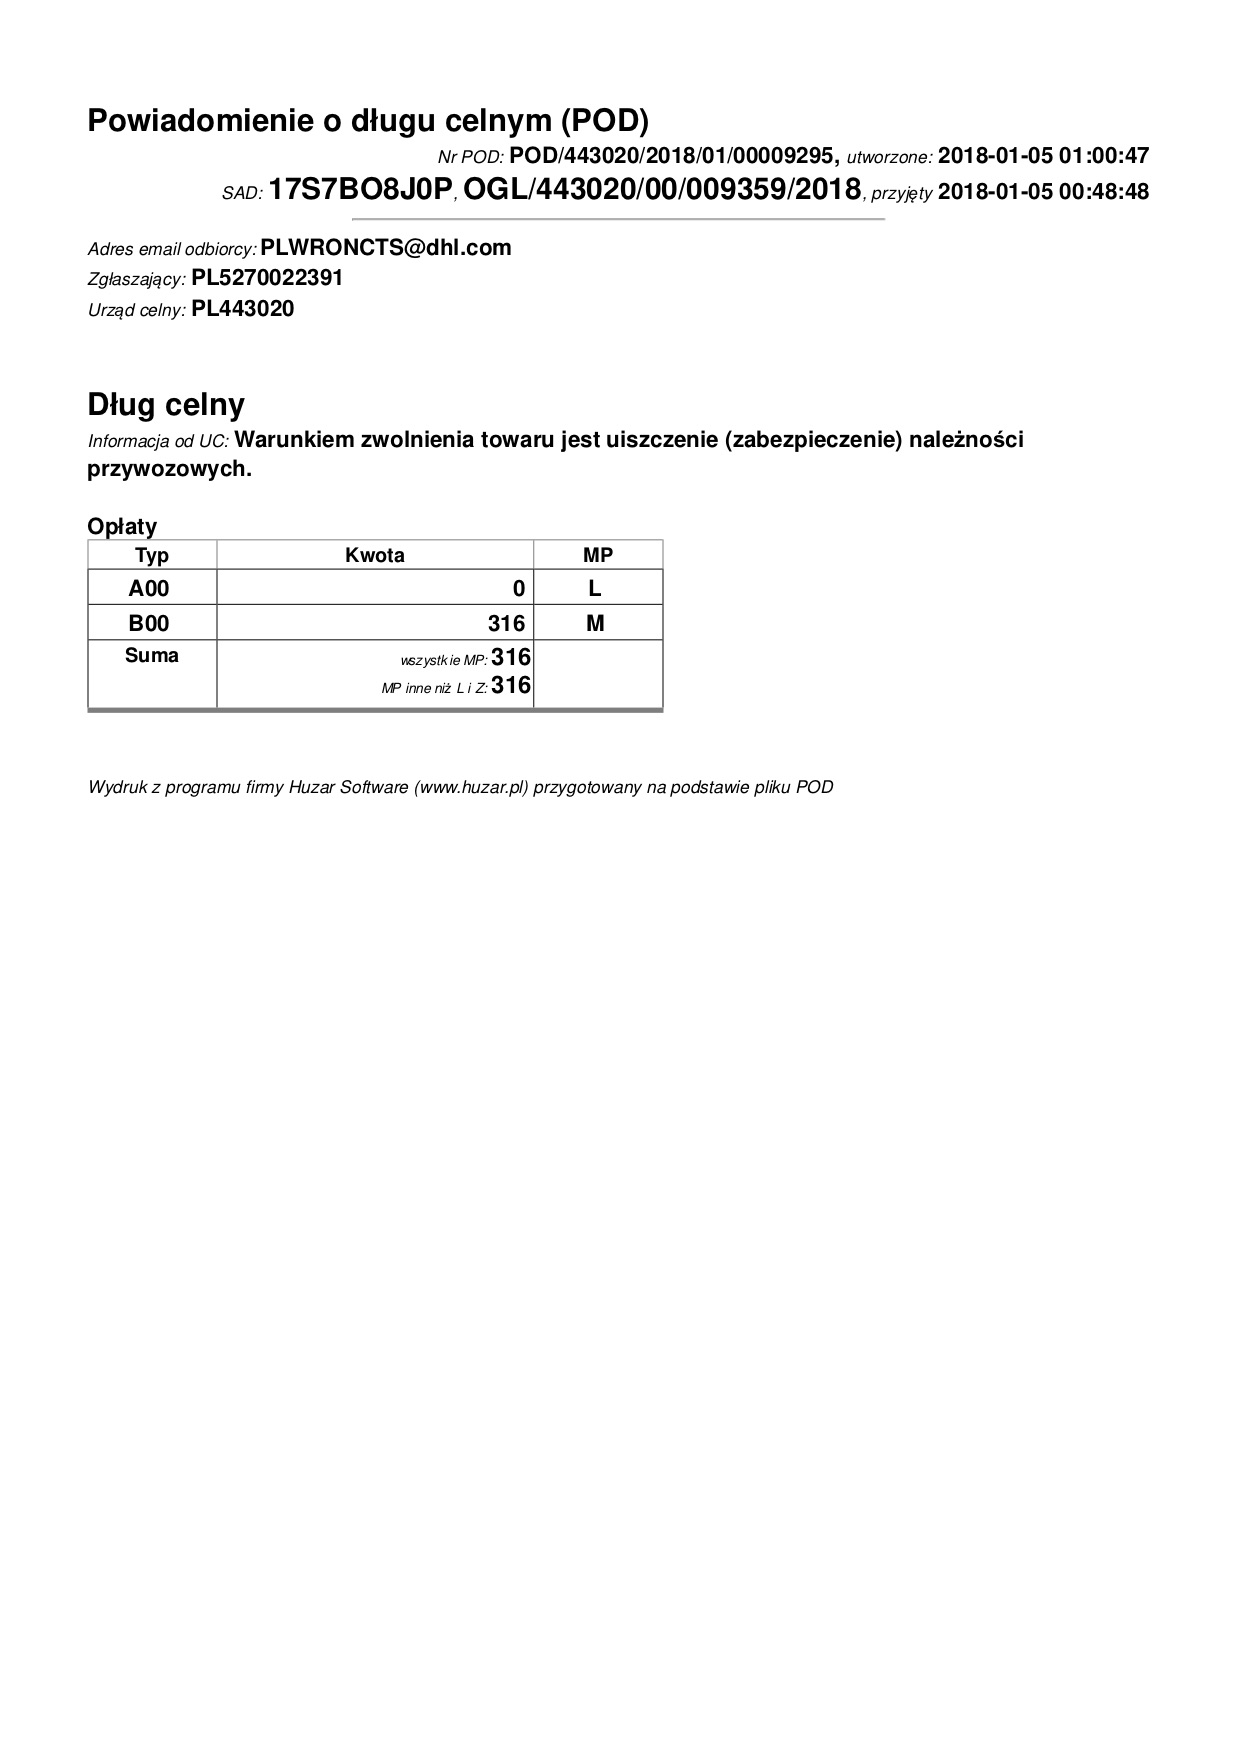 Powiadomienie o długu celnym (POD)
Nr POD: POD/443020/2018/01/00009295, utworzone: 2018-01-05 01:00:47
SAD: 17S7BO8J0P, OGL/443020/00/009359/2018, przyjęty 2018-01-05 00:48:48
Adres email odbiorcy: PLWRONCTS@dhl.com
Zgłaszający: PL5270022391
Urząd celny: PL443020
Dług celny
Informacja od UC: Warunkiem zwolnienia towaru jest uiszczenie (zabezpieczenie) należności
przywozowych.
Opłaty
Typ Kwota MP
A00 0 L
B00 316 M
Suma wszystkie MP: 316
MP inne niż L i Z: 316
Wydruk z programu firmy Huzar Software (www.huzar.pl) przygotowany na podstawie pliku POD